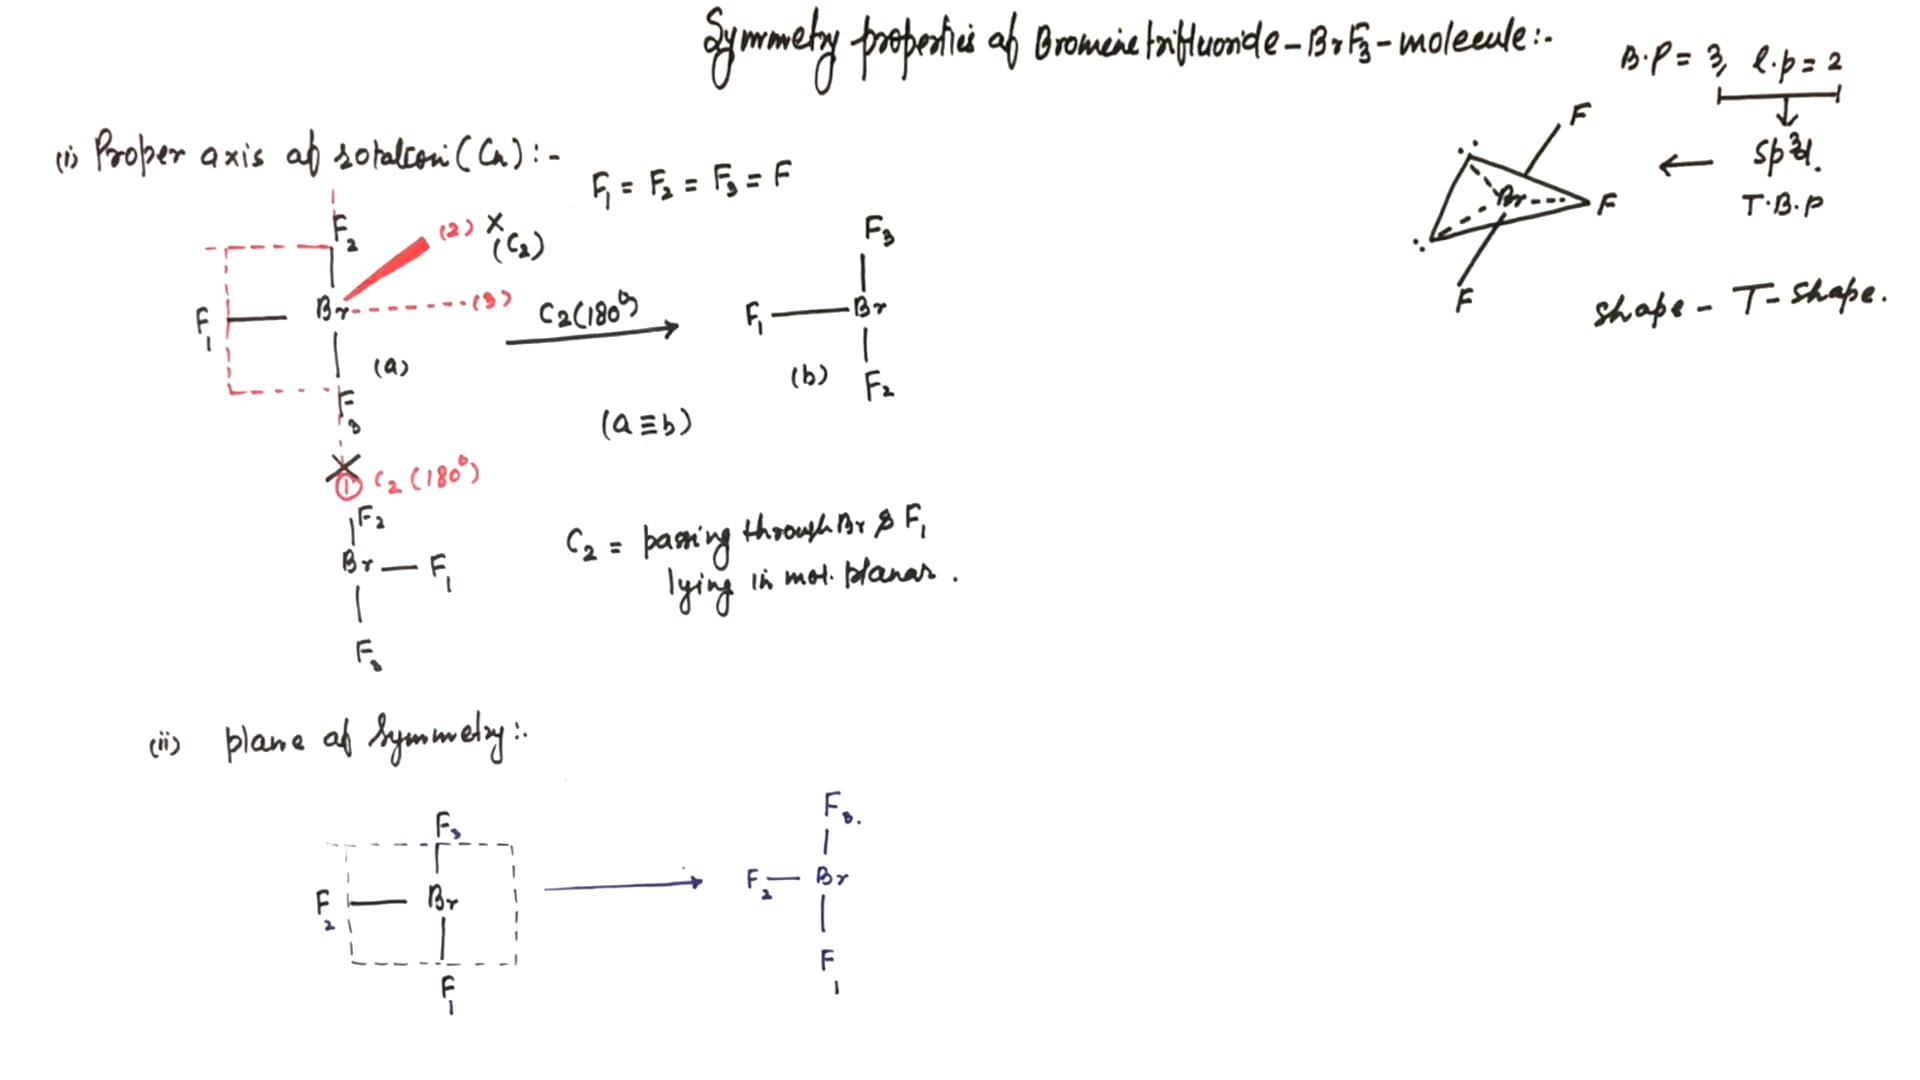 Symmetry properties of Bromine trifluoride - BrF3 - molecule:-
B.P = 3, l.p = 2
sp3d.
T.B.P
F
Br
F
F
shape - T-shape.
(i) Proper axis of rotation (Cn) :-
F1 = F2 = F3 = F
F2
(2) × (C2)
F1
Br
(3)
(a)
F3
① C2 (180°)
C2 (180°)
F3
F1
Br
(b)
F2
(a ≡ b)
F2
Br - F1
F3
C2 = passing through Br & F1
lying in mol. planar.
(ii) plane of symmetry:-
F3
F2
Br
F1
F3.
F2 - Br
F1